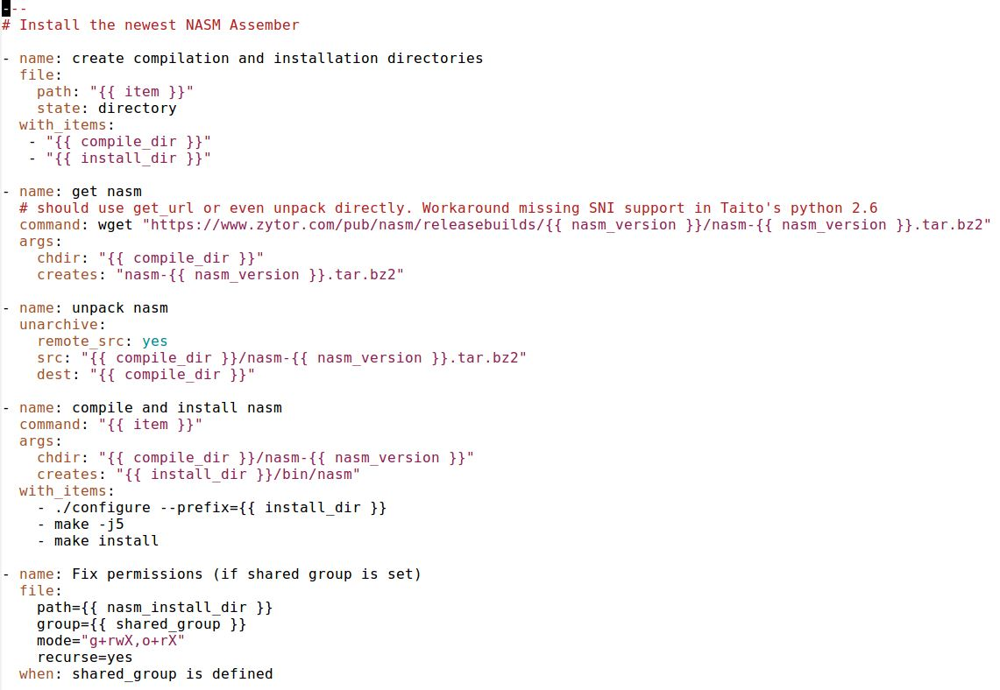 ---
# Install the newest NASM Assember

- name: create compilation and installation directories
  file:
    path: "{{ item }}"
    state: directory
  with_items:
   - "{{ compile_dir }}"
   - "{{ install_dir }}"

- name: get nasm
  # should use get_url or even unpack directly. Workaround missing SNI support in Taito's python 2.6
  command: wget "https://www.zytor.com/pub/nasm/releasebuilds/{{ nasm_version }}/nasm-{{ nasm_version }}.tar.bz2"
  args:
    chdir: "{{ compile_dir }}"
    creates: "nasm-{{ nasm_version }}.tar.bz2"

- name: unpack nasm
  unarchive:
    remote_src: yes
    src: "{{ compile_dir }}/nasm-{{ nasm_version }}.tar.bz2"
    dest: "{{ compile_dir }}"

- name: compile and install nasm
  command: "{{ item }}"
  args:
    chdir: "{{ compile_dir }}/nasm-{{ nasm_version }}"
    creates: "{{ install_dir }}/bin/nasm"
  with_items:
    - ./configure --prefix={{ install_dir }}
    - make -j5
    - make install

- name: Fix permissions (if shared group is set)
  file:
    path={{ nasm_install_dir }}
    group={{ shared_group }}
    mode="g+rwX,o+rX"
    recurse=yes
  when: shared_group is defined